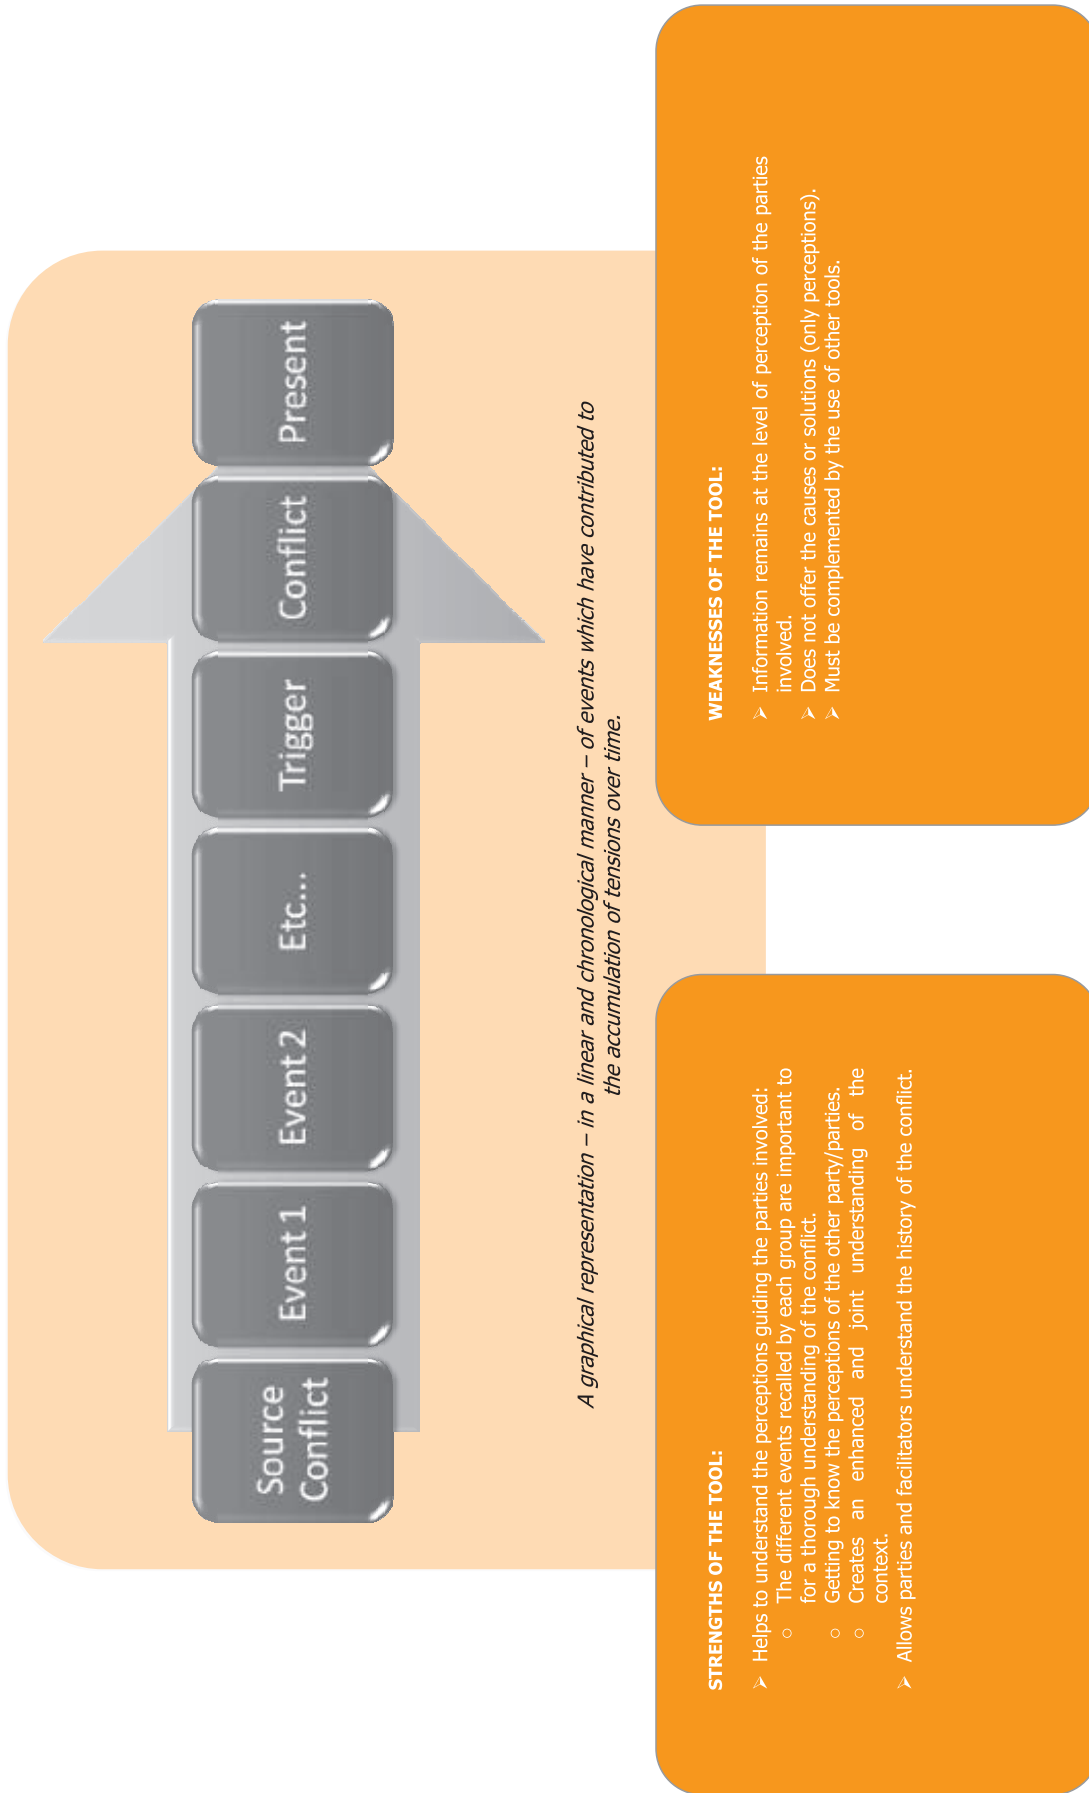 Source
Conflict
Event 1
Event 2
Etc...
Trigger
Conflict
Present
A graphical representation – in a linear and chronological manner – of events which have contributed to
the accumulation of tensions over time.
STRENGTHS OF THE TOOL:
➢ Helps to understand the perceptions guiding the parties involved:
○ The different events recalled by each group are important to
for a thorough understanding of the conflict.
○ Getting to know the perceptions of the other party/parties.
○ Creates an enhanced and joint understanding of the
context.
➢ Allows parties and facilitators understand the history of the conflict.
WEAKNESSES OF THE TOOL:
➢ Information remains at the level of perception of the parties
involved.
➢ Does not offer the causes or solutions (only perceptions).
➢ Must be complemented by the use of other tools.